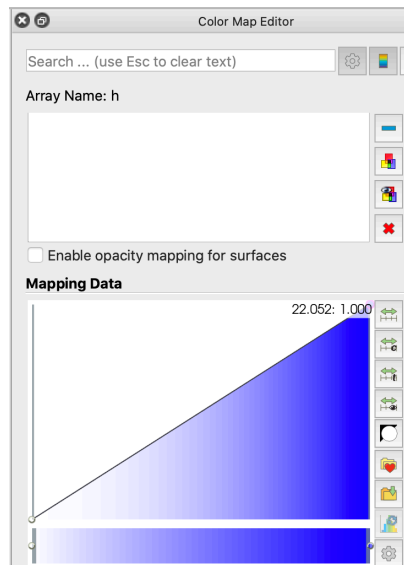 Color Map Editor
Search ... (use Esc to clear text)
Array Name: h
Enable opacity mapping for surfaces
Mapping Data
22.052: 1.000